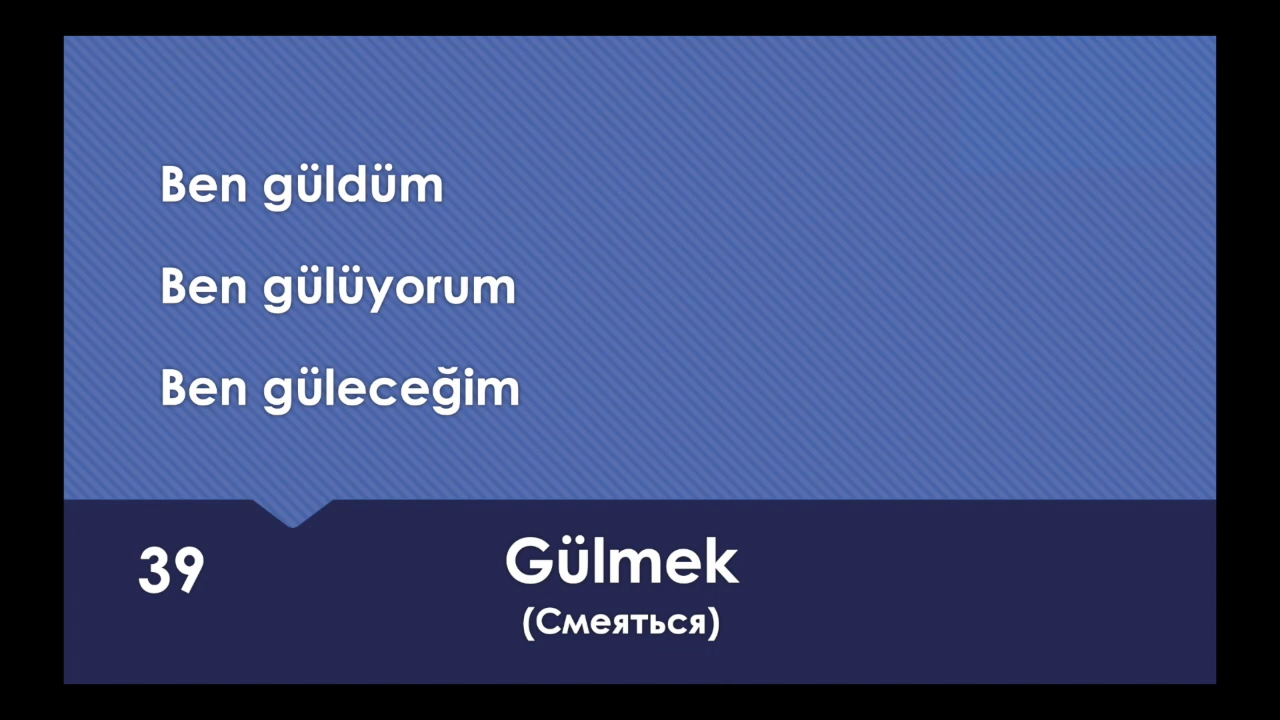 Ben güldüm
Ben gülüyorum
Ben güleceğim
39
Gülmek
(Смеяться)